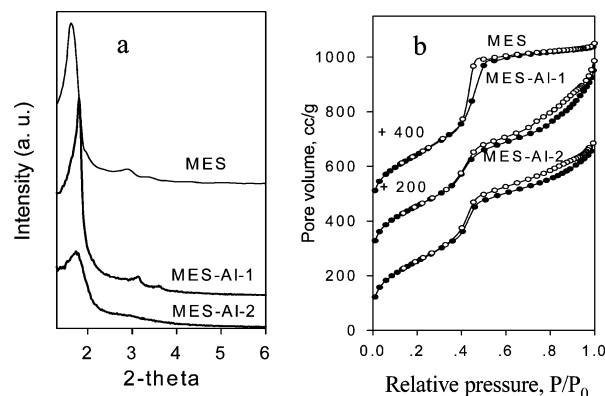 a
Intensity (a. u.)
MES
MES-Al-1
MES-Al-2
2 3 4 5 6
2-theta
b
Pore volume, cc/g
1000
800
600
400
200
0
MES
MES-Al-1
+ 400
MES-Al-2
+ 200
0.0 .2 .4 .6 .8 1.0
Relative pressure, P/P₀